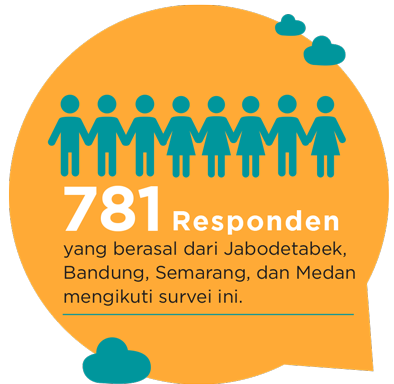 781 Responden
yang berasal dari Jabodetabek,
Bandung, Semarang, dan Medan
mengikuti survei ini.